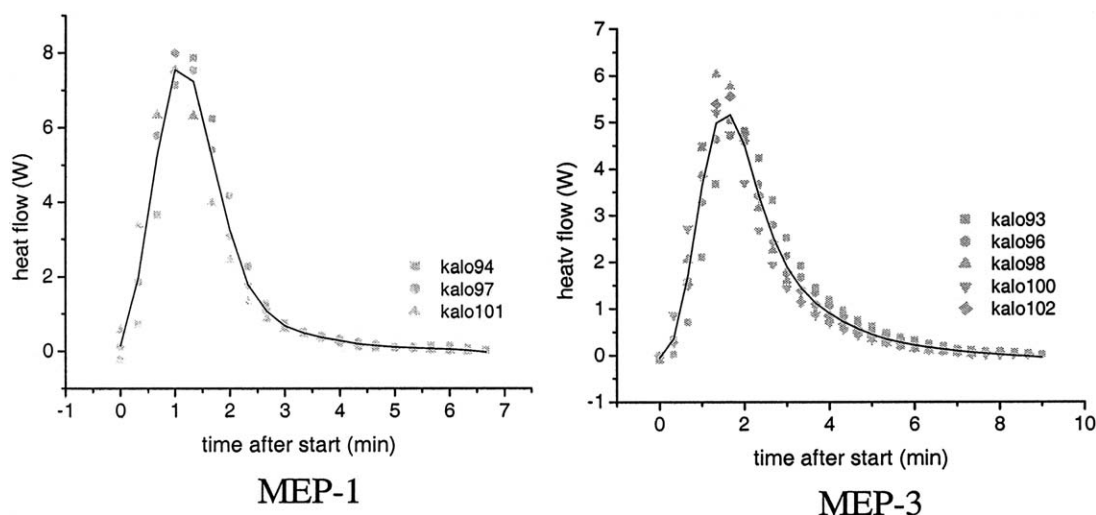 8
6
4
2
0
heat flow (W)
kalo94
kalo97
kalo101
-1
0
1
2
3
4
5
6
7
time after start (min)
MEP-1
7
6
5
4
3
2
1
0
-1
heatv flow (W)
kalo93
kalo96
kalo98
kalo100
kalo102
0
2
4
6
8
10
time after start (min)
MEP-3